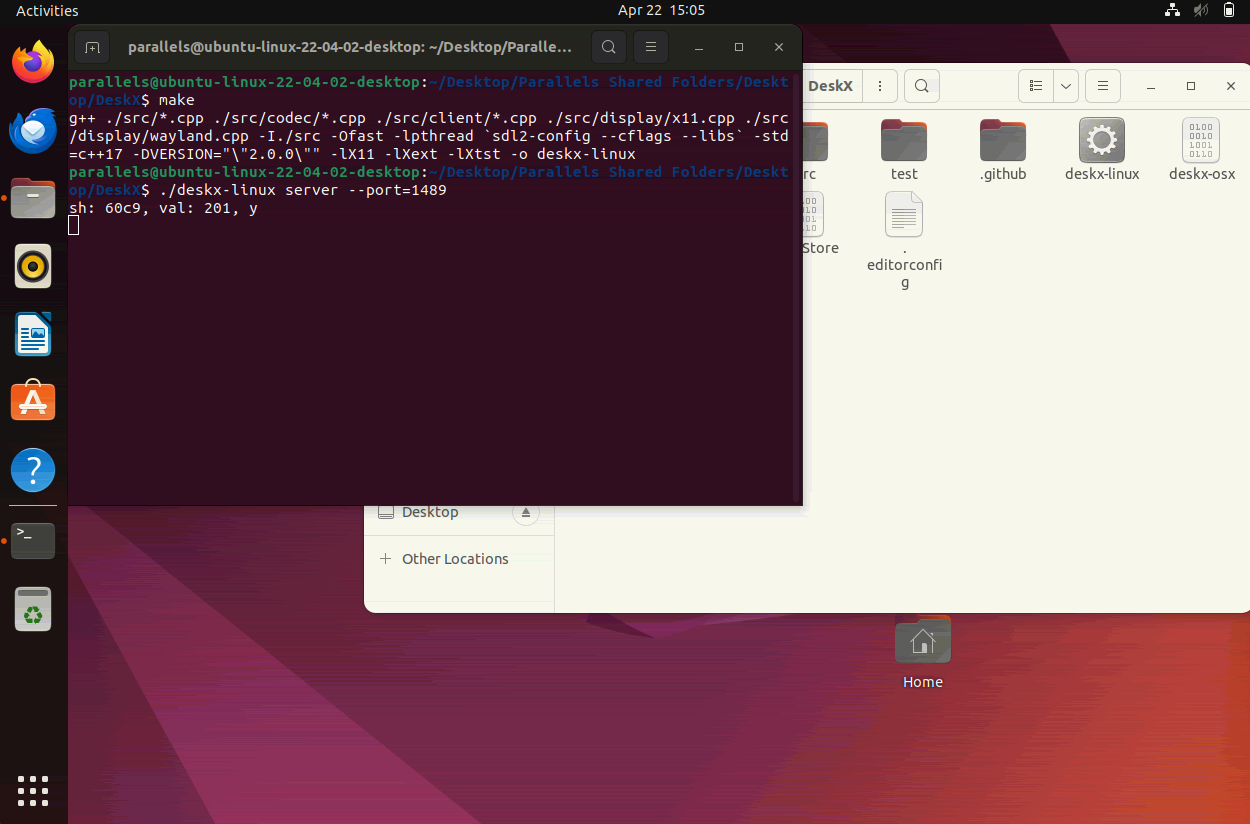 Activities
Apr 22 15:05
parallels@ubuntu-linux-22-04-02-desktop: ~/Desktop/Paralle...
parallels@ubuntu-linux-22-04-02-desktop:~/Desktop/Parallels Shared Folders/Deskt
op/DeskX$ make
g++ ./src/*.cpp ./src/codec/*.cpp ./src/client/*.cpp ./src/display/x11.cpp ./src
/display/wayland.cpp -I./src -Ofast -lpthread `sdl2-config --cflags --libs` -std
=c++17 -DVERSION="\"2.0.0\"" -lX11 -lXext -lXtst -o deskx-linux
parallels@ubuntu-linux-22-04-02-desktop:~/Desktop/Parallels Shared Folders/Deskt
op/DeskX$ ./deskx-linux server --port=1489
sh: 60c9, val: 201, y
DeskX
rc
test
.github
deskx-linux
deskx-osx
Store
.
editorconfi
g
Desktop
Other Locations
Home